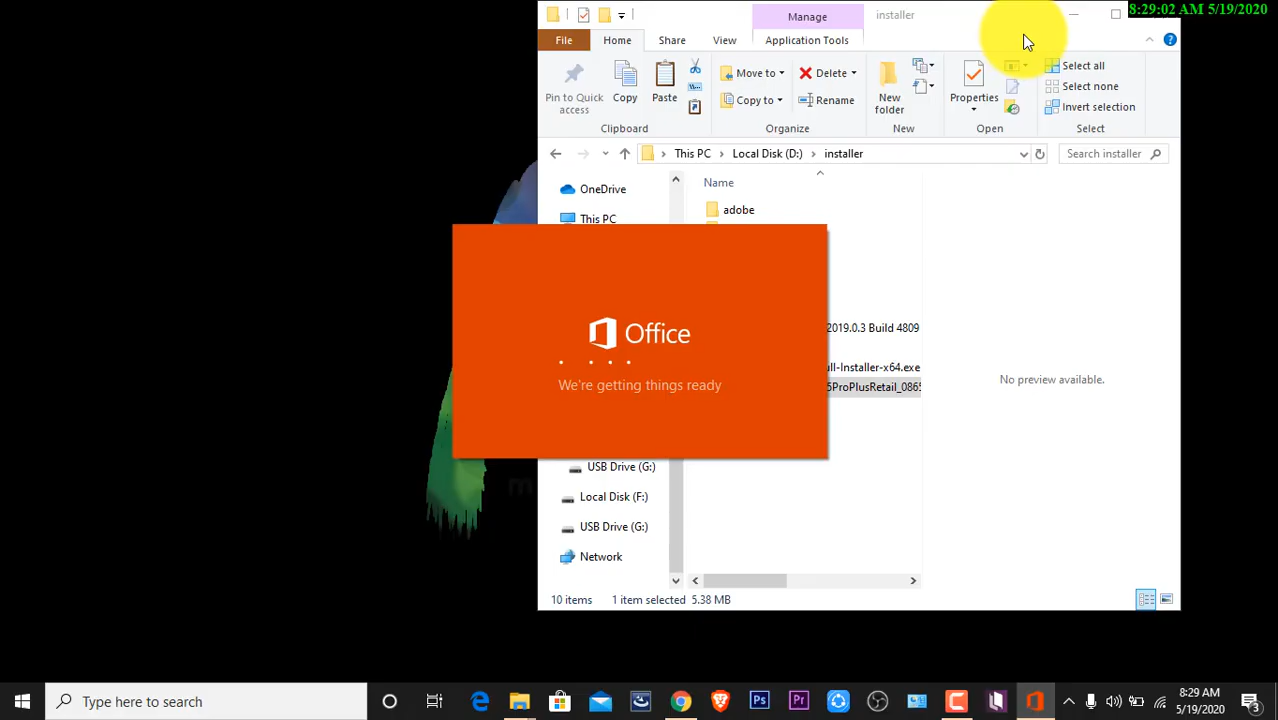 8:29:02 AM 5/19/2020
Manage
installer
File
Home
Share
View
Application Tools
Pin to Quick access
Copy
Paste
Move to
Copy to
Delete
Rename
New folder
Properties
Select all
Select none
Invert selection
Clipboard
Organize
New
Open
Select
This PC
Local Disk (D:)
installer
Search installer
OneDrive
This PC
USB Drive (G:)
Local Disk (F:)
USB Drive (G:)
Network
Name
adobe
2019.0.3 Build 4809
ull-Installer-x64.exe
5ProPlusRetail_086
No preview available.
Office
We're getting things ready
10 items
1 item selected 5.38 MB
Type here to search
Ps
Pr
8:29 AM
5/19/2020
3